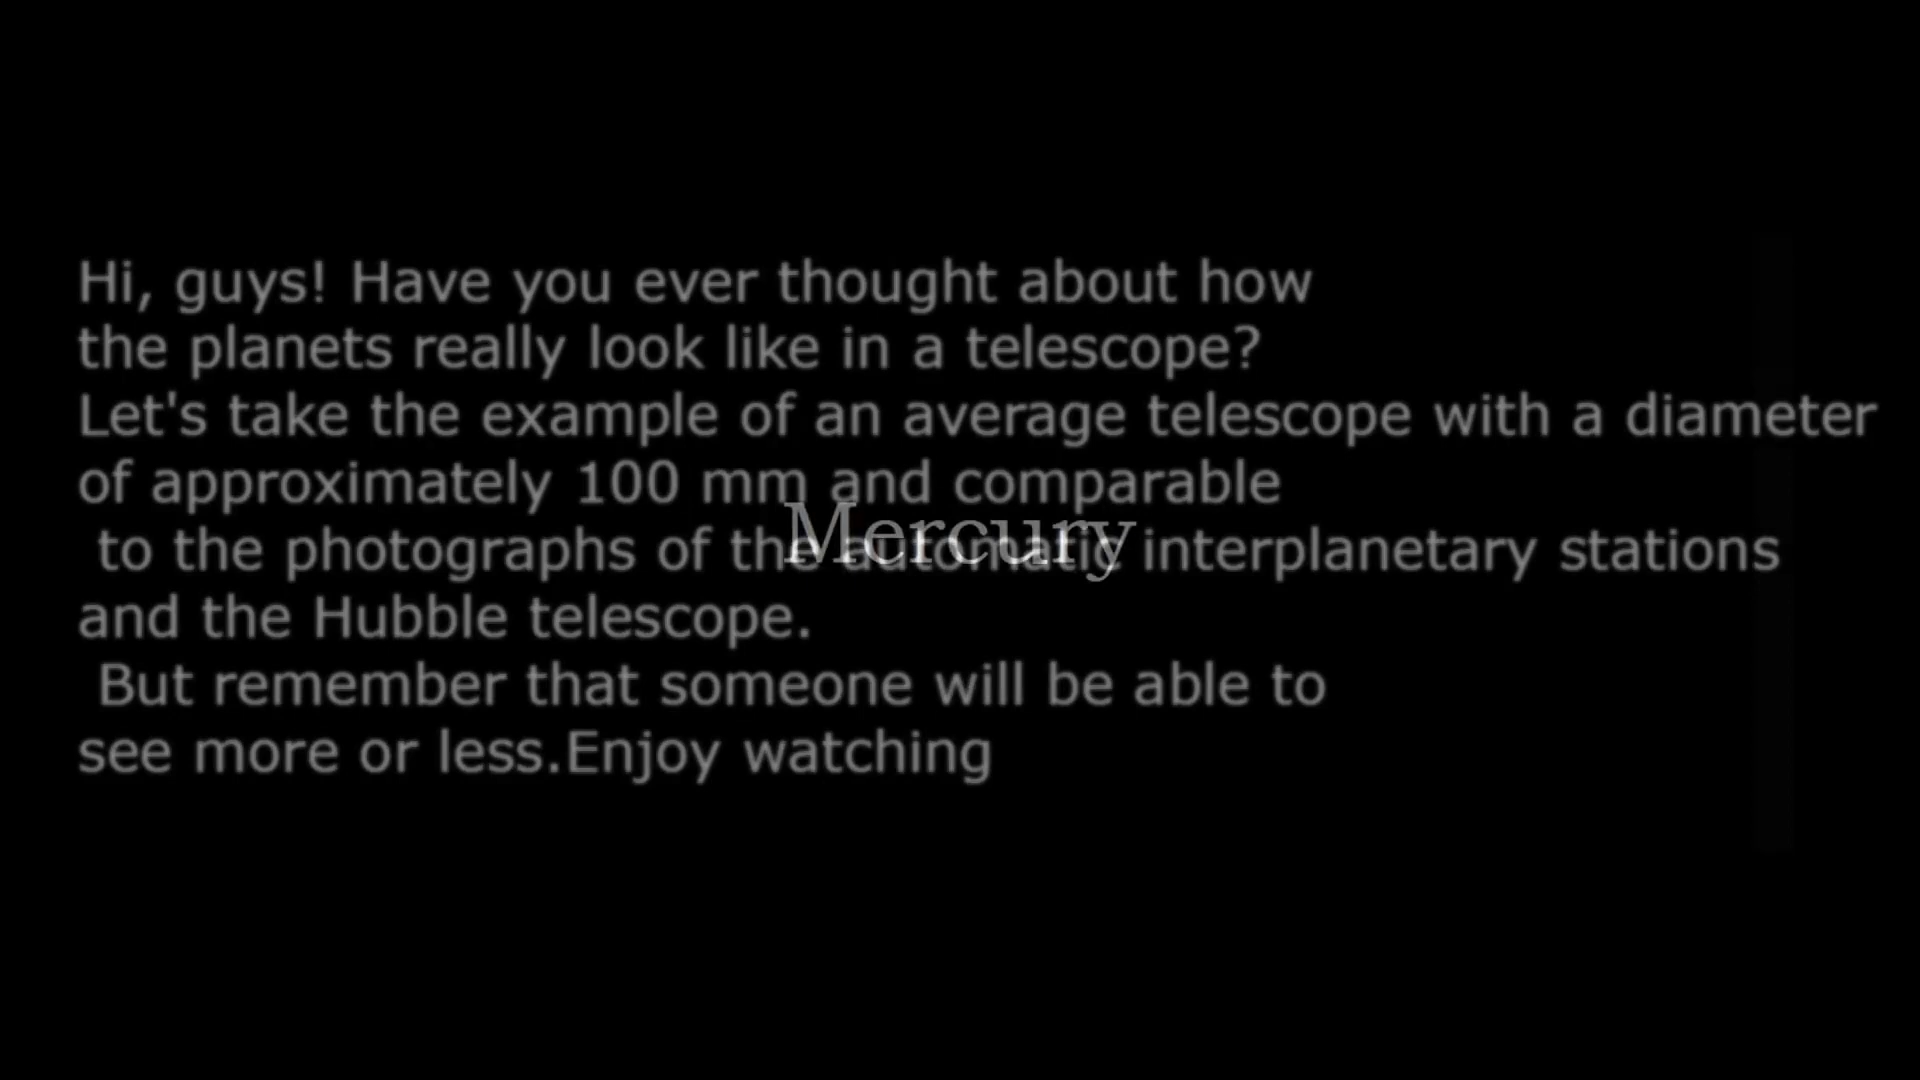 Hi, guys! Have you ever thought about how
the planets really look like in a telescope?
Let's take the example of an average telescope with a diameter
of approximately 100 mm and comparable
to the photographs of the automatic interplanetary stations
Mercury
and the Hubble telescope.
But remember that someone will be able to
see more or less.Enjoy watching